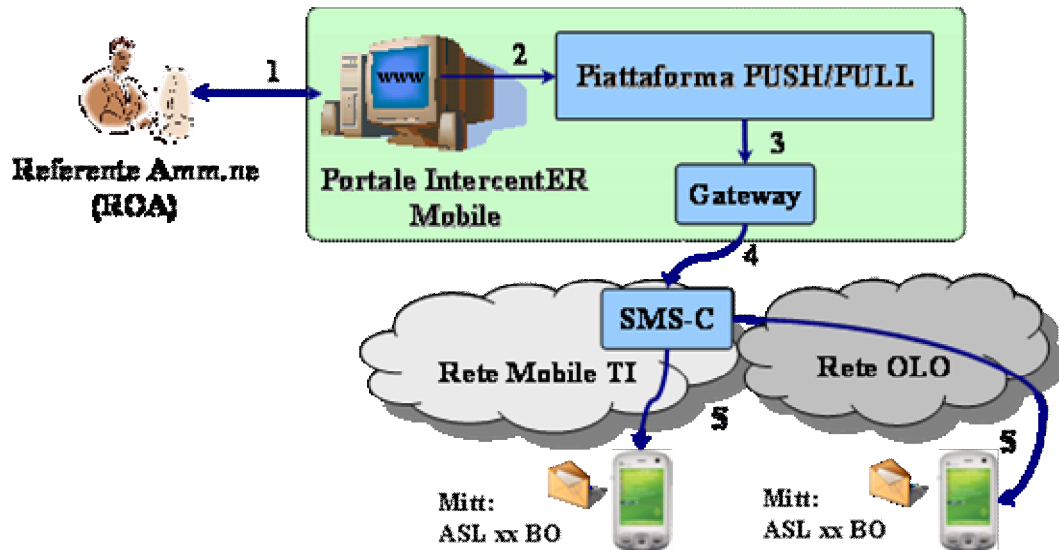 1
www
2
Piattaforma PUSH/PULL
3
Referente Amm.ne
(ROA)
Portale IntercentER
Mobile
Gateway
4
SMS-C
Rete Mobile TI
Rete OLO
5
5
Mitt:
ASL xx BO
Mitt:
ASL xx BO